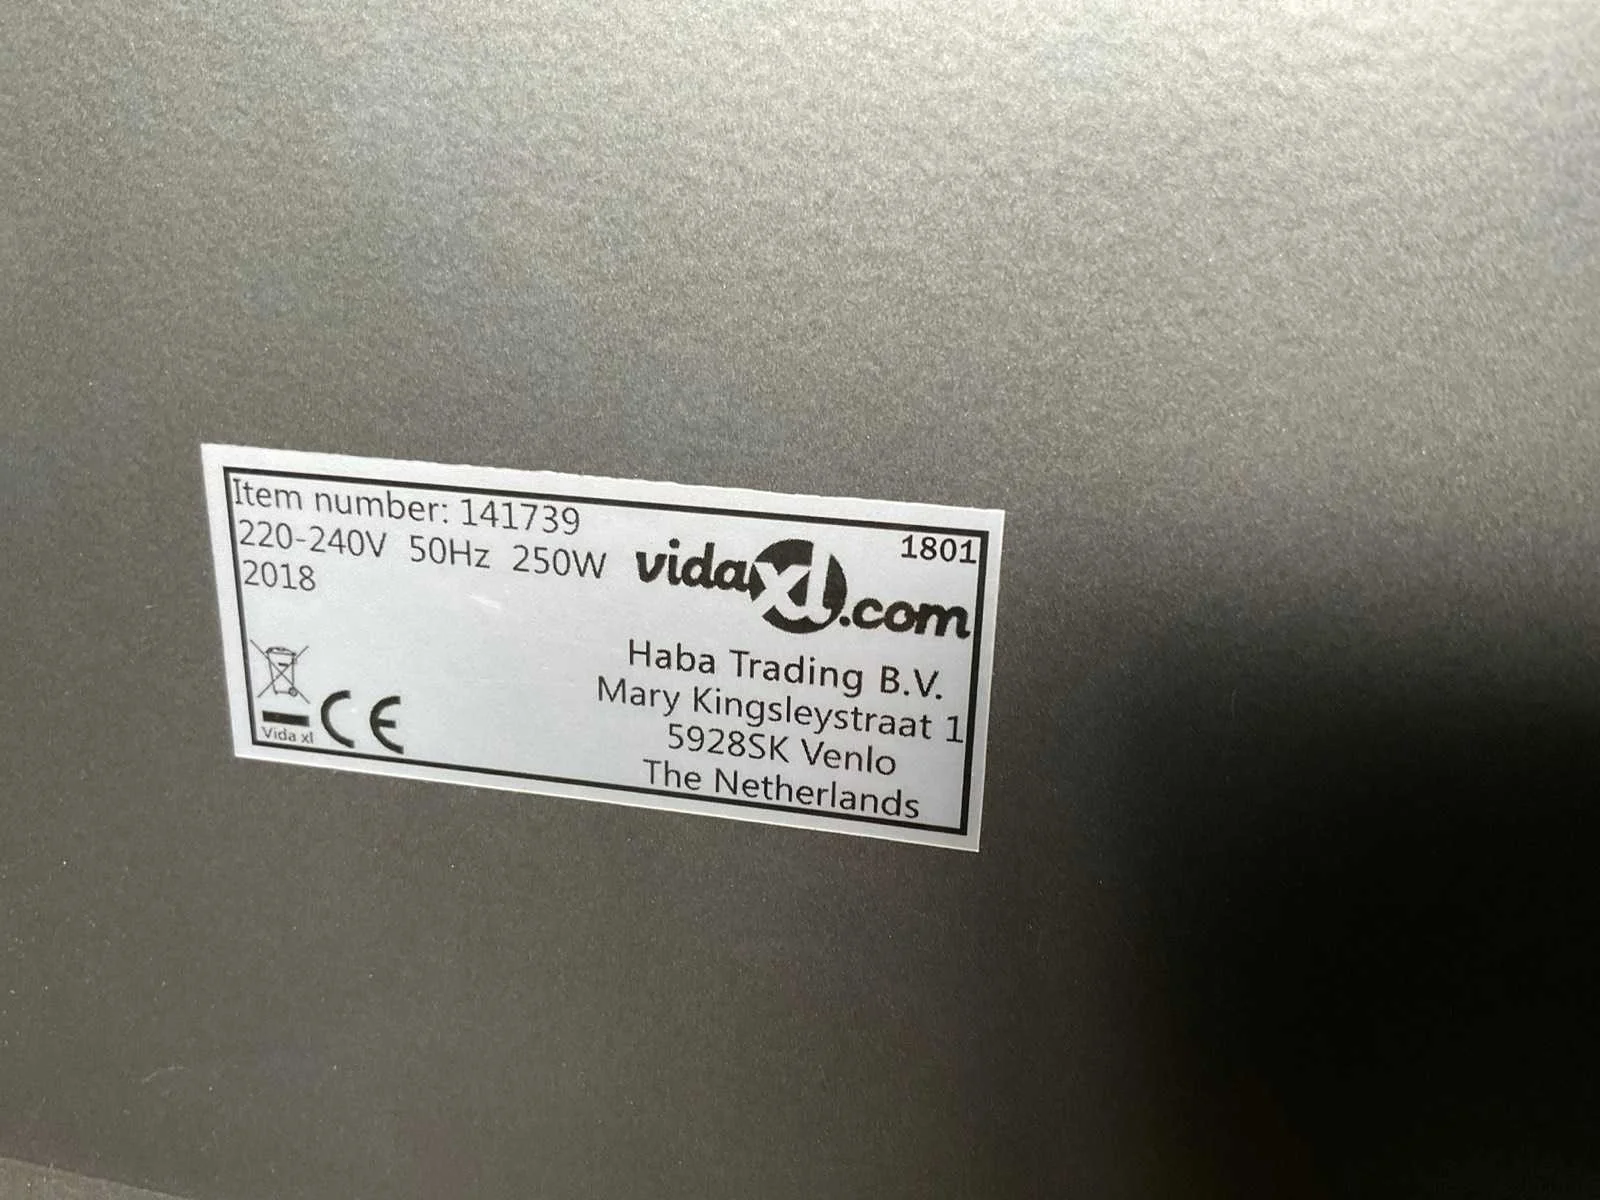 Item number: 141739
220-240V 50Hz 250W
2018
1801
vidaxl.com
Haba Trading B.V.
Mary Kingsleystraat 1
5928SK Venlo
The Netherlands
CE
Vida xl